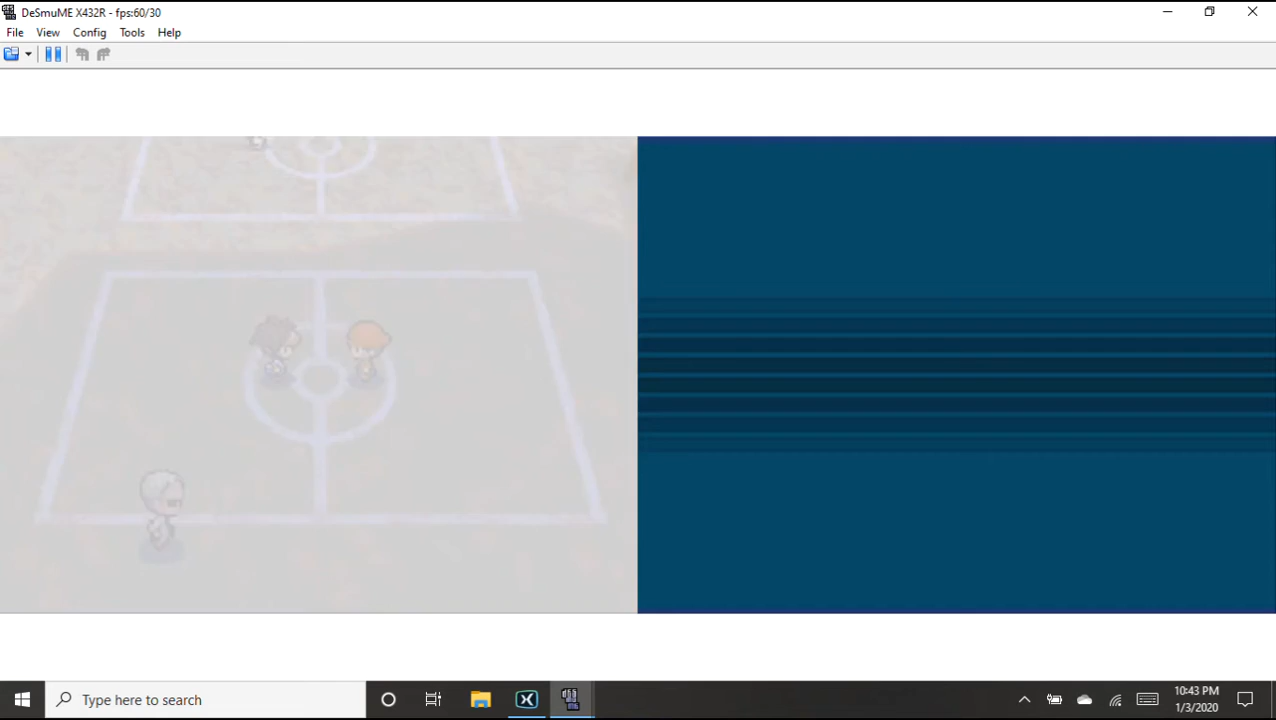 DeSmuME X432R - fps:60/30
File View Config Tools Help
Type here to search
10:43 PM
1/3/2020